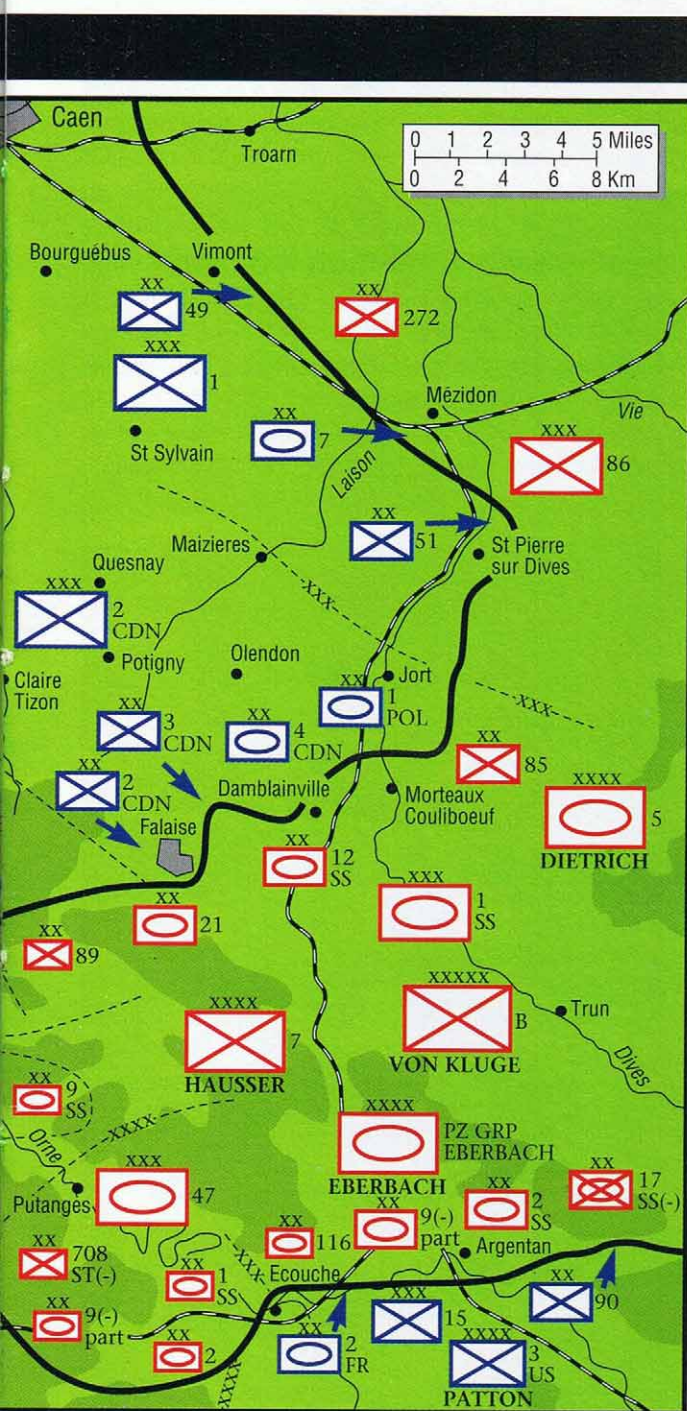 Caen
Troarn
0 1 2 3 4 5 Miles
0 2 4 6 8 Km
Bourguébus
Vimont
xx
49
xx
272
xxx
1
Mézidon
Vie
xx
7
St Sylvain
Laison
xxx
86
xx
51
Maizieres
St Pierre
sur Dives
Quesnay
xxx
2
CDN
xxx
Potigny
Olendon
Claire
Tizon
Jort
xx
1
POL
xxx
xx
3
CDN
xx
4
CDN
xx
85
xx
2
CDN
Damblainville
Morteaux
Couliboeuf
xxxx
5
DIETRICH
Falaise
xx
12
SS
xxx
1
SS
xx
21
xx
89
xxxx
7
HAUSSER
xxxxx
B
VON KLUGE
Trun
Dives
xx
9
SS
xxxx
Orne
xxxx
PZ GRP
EBERBACH
EBERBACH
xxx
47
Putanges
xx
17
SS(-)
xx
2
SS
xx
9(-)
part
xx
116
Argentan
xx
708
ST(-)
xxx
xx
1
SS
Ecouche
xx
90
xx
9(-)
part
xxx
15
xx
2
xx
2
FR
xxxx
3
US
PATTON
xxxx